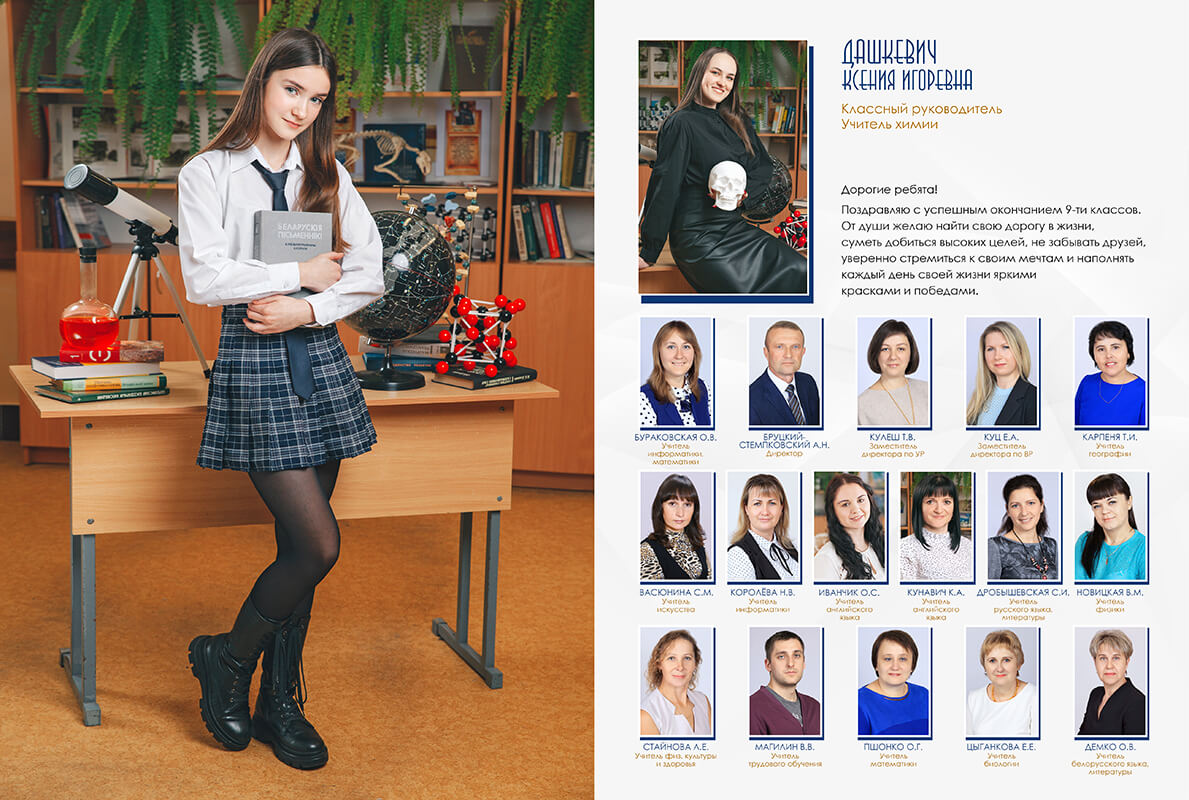 БЕЛАРУСКІЯ
ПІСЬМЕННІКІ
ДАШКЕВИЧ
КСЕНИЯ ИГОРЕВНА
Классный руководитель
Учитель химии
Дорогие ребята!
Поздравляю с успешным окончанием 9-ти классов.
От души желаю найти свою дорогу в жизни,
суметь добиться высоких целей, не забывать друзей,
уверенно стремиться к своим мечтам и наполнять
каждый день своей жизни яркими
красками и победами.
БУРАКОВСКАЯ О.В.
Учитель
информатики,
математики
БРУЦКИЙ-
СТЕМПКОВСКИЙ А.Н.
Директор
КУЛЕШ Т.В.
Заместитель
директора по УР
КУЦ Е.А.
Заместитель
директора по ВР
КАРПЕНЯ Т.И.
Учитель
географии
ВАСЮНИНА С.М.
Учитель
искусства
КОРОЛЁВА Н.В.
Учитель
информатики
ИВАНЧИК О.С.
Учитель
английского
языка
КУНАВИЧ К.А.
Учитель
английского
языка
ДРОБЫШЕВСКАЯ С.И.
Учитель
русского языка,
литературы
НОВИЦКАЯ В.М.
Учитель
физики
СТАЙНОВА Л.Е.
Учитель физ. культуры
и здоровья
МАГИЛИН В.В.
Учитель
трудового обучения
ПШОНКО О.Г.
Учитель
математики
ЦЫГАНКОВА Е.Е.
Учитель
биологии
ДЕМКО О.В.
Учитель
белорусского языка,
литературы